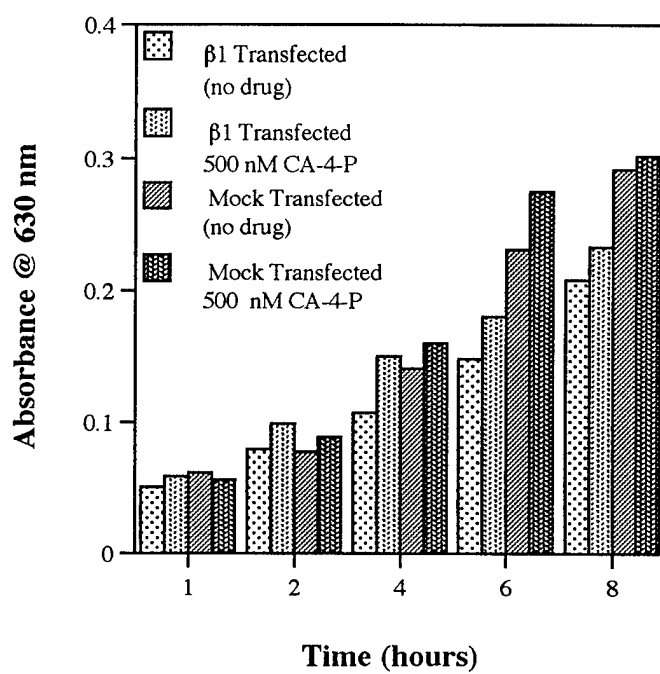 0.4
0.3
0.2
0.1
0
Absorbance @ 630 nm
β1 Transfected
(no drug)
β1 Transfected
500 nM CA-4-P
Mock Transfected
(no drug)
Mock Transfected
500 nM CA-4-P
1 2 4 6 8
Time (hours)